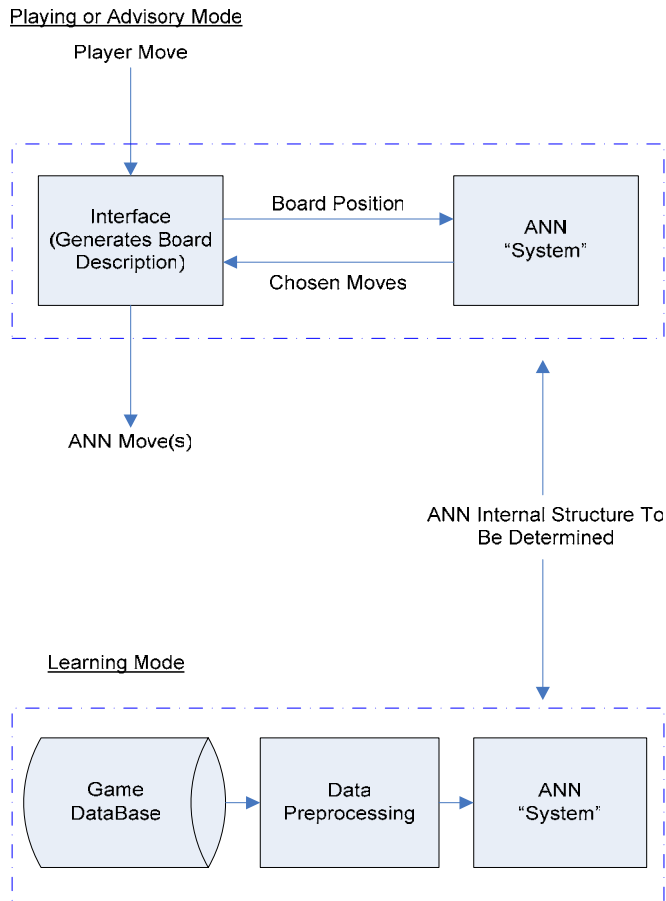 Playing or Advisory Mode
Player Move
Interface
(Generates Board
Description)
Board Position
Chosen Moves
ANN
“System”
ANN Move(s)
ANN Internal Structure To
Be Determined
Learning Mode
Game
DataBase
Data
Preprocessing
ANN
“System”